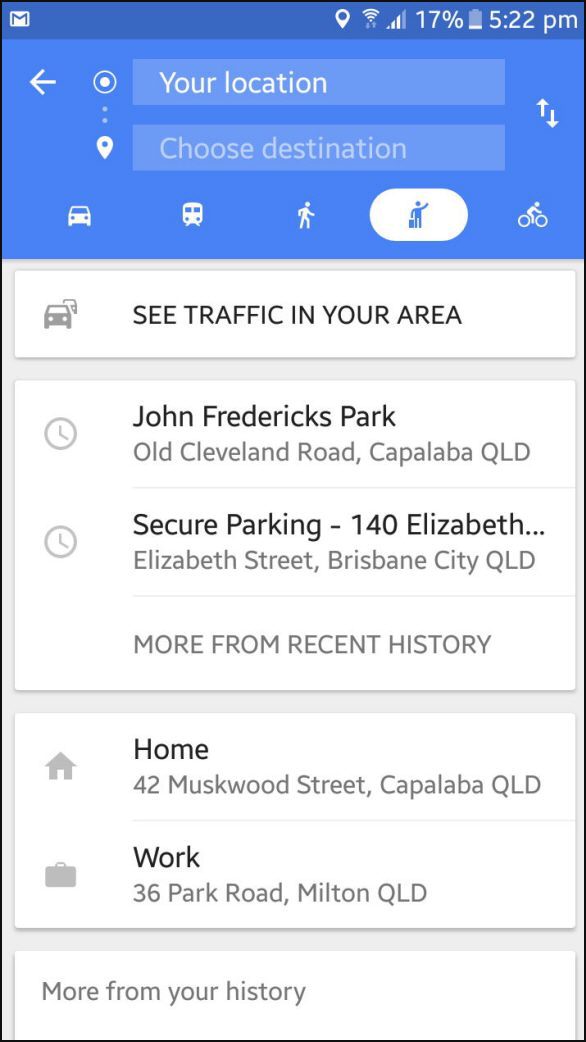 17% 5:22 pm
Your location
Choose destination
SEE TRAFFIC IN YOUR AREA
John Fredericks Park
Old Cleveland Road, Capalaba QLD
Secure Parking - 140 Elizabeth...
Elizabeth Street, Brisbane City QLD
MORE FROM RECENT HISTORY
Home
42 Muskwood Street, Capalaba QLD
Work
36 Park Road, Milton QLD
More from your history